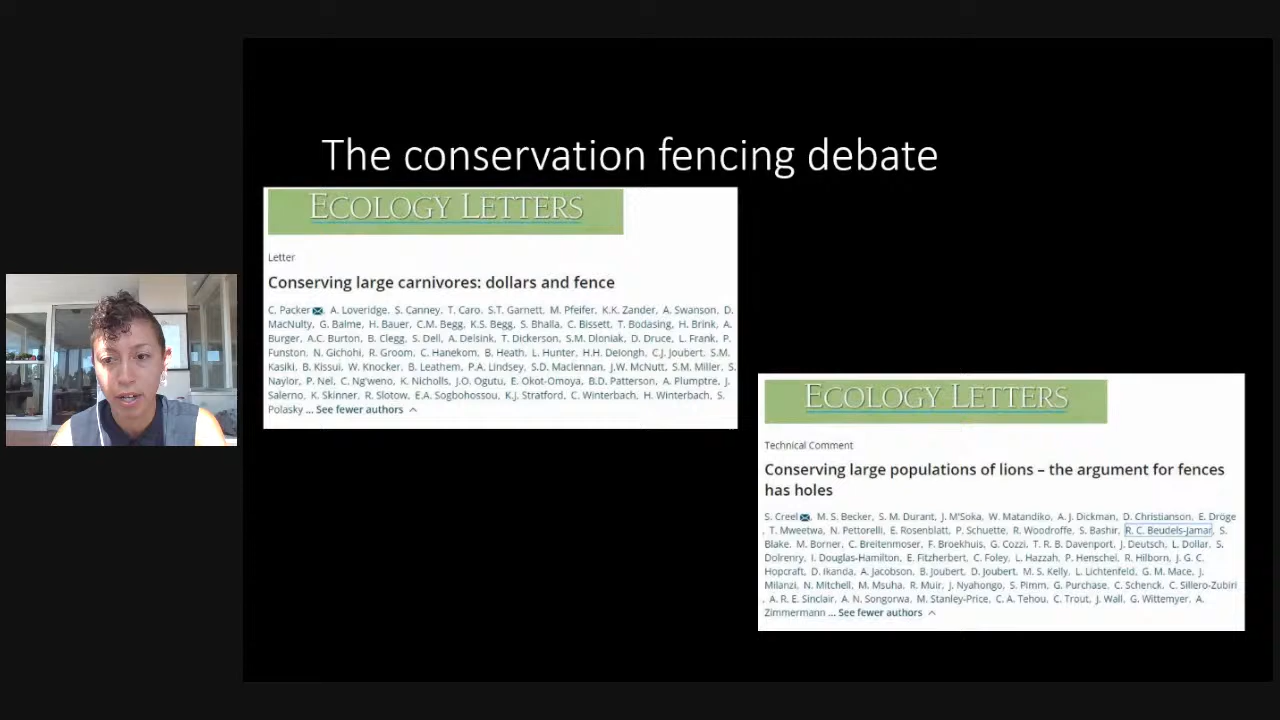 The conservation fencing debate
ECOLOGY LETTERS
Letter
Conserving large carnivores: dollars and fence
C. Packer, A. Loveridge, S. Canney, T. Caro, S.T. Garnett, M. Pfeifer, K.K. Zander, A. Swanson, D.
MacNulty, G. Balme, H. Bauer, C.M. Begg, K.S. Begg, S. Bhalla, C. Bissett, T. Bodasing, H. Brink, A.
Burger, A.C. Burton, B. Clegg, S. Dell, A. Delsink, T. Dickerson, S.M. Dloniak, D. Druce, L. Frank, P.
Funston, N. Gichohi, R. Groom, C. Hanekom, B. Heath, L. Hunter, H.H. DeIongh, C.J. Joubert, S.M.
Kasiki, B. Kissui, W. Knocker, B. Leathem, P.A. Lindsey, S.D. Maclennan, J.W. McNutt, S.M. Miller, S.
Naylor, P. Nel, C. Ng'weno, K. Nicholls, J.O. Ogutu, E. Okot-Omoya, B.D. Patterson, A. Plumptre, J.
Salerno, K. Skinner, R. Slotow, E.A. Sogbohossou, K.J. Stratford, C. Winterbach, H. Winterbach, S.
Polasky ... See fewer authors
ECOLOGY LETTERS
Technical Comment
Conserving large populations of lions – the argument for fences
has holes
S. Creel, M. S. Becker, S. M. Durant, J. M'Soka, W. Matandiko, A. J. Dickman, D. Christianson, E. Dröge
, T. Mweetwa, N. Pettorelli, E. Rosenblatt, P. Schuette, R. Woodroffe, S. Bashir, R. C. Beudels-Jamar, S.
Blake, M. Borner, C. Breitenmoser, F. Broekhuis, G. Cozzi, T. R. B. Davenport, J. Deutsch, L. Dollar, S.
Dolrenry, I. Douglas-Hamilton, E. Fitzherbert, C. Foley, L. Hazzah, P. Henschel, R. Hilborn, J. G. C.
Hopcraft, D. Ikanda, A. Jacobson, B. Joubert, D. Joubert, M. S. Kelly, L. Lichtenfeld, G. M. Mace, J.
Milanzi, N. Mitchell, M. Msuha, R. Muir, J. Nyahongo, S. Pimm, G. Purchase, C. Schenck, C. Sillero-Zubiri
, A. R. E. Sinclair, A. N. Songorwa, M. Stanley-Price, C. A. Tehou, C. Trout, J. Wall, G. Wittemyer, A.
Zimmermann ... See fewer authors